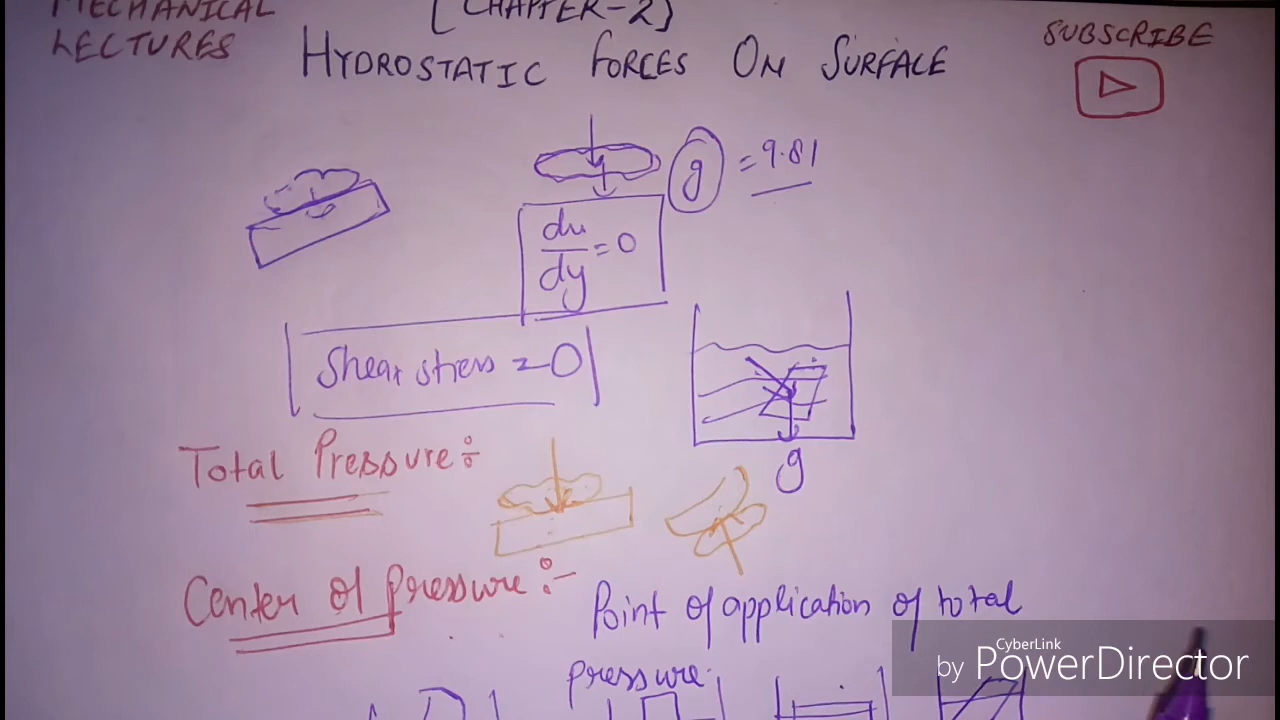 MECHANICAL
LECTURES
[CHAPTER-2]
HYDROSTATIC FORCES ON SURFACE
SUBSCRIBE
g = 9.81
du/dy = 0
Shear stress = 0
g
Total Pressure:-
Center of pressure:-
Point of application of total
pressure.
CyberLink
by PowerDirector